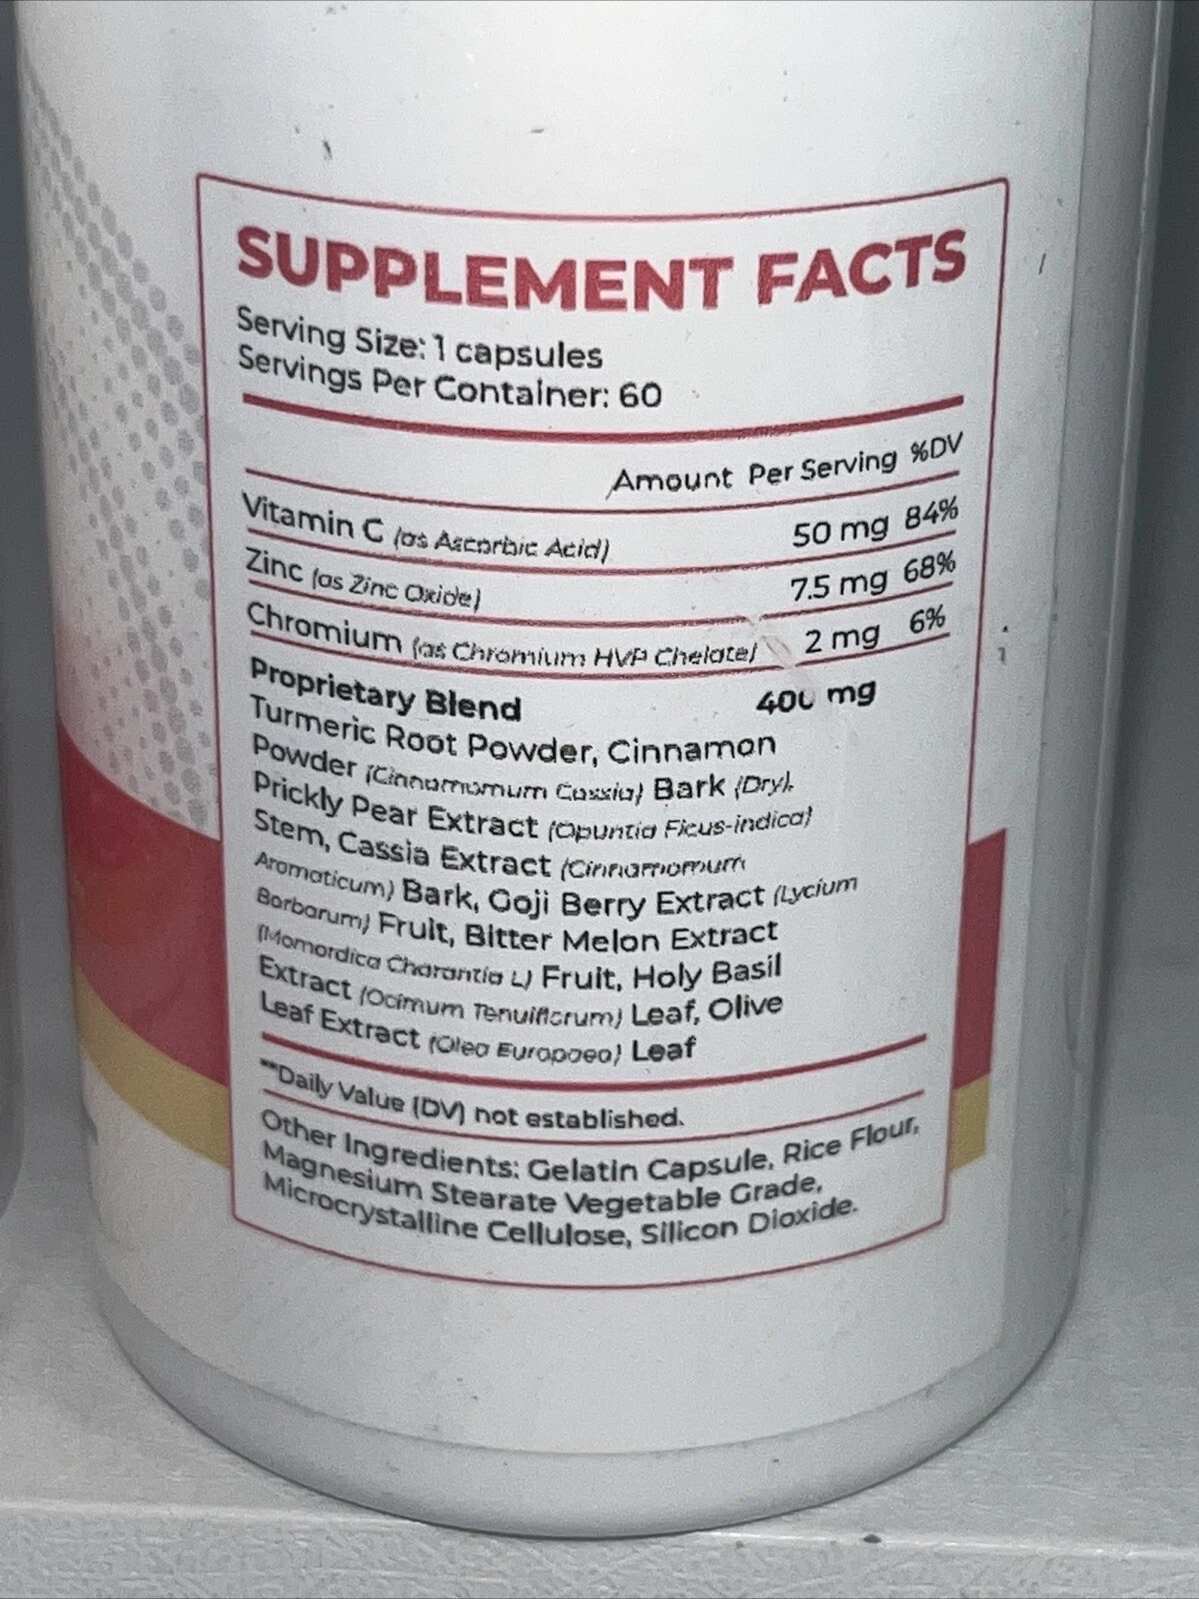 SUPPLEMENT FACTS
Serving Size: 1 capsules
Servings Per Container: 60
Amount Per Serving %DV
Vitamin C (as Ascorbic Acid) 50 mg 84%
Zinc (as Zinc Oxide) 7.5 mg 68%
Chromium (as Chromium HVP Chelate) 2 mg 6%
Proprietary Blend 400 mg
Turmeric Root Powder, Cinnamon
Powder (Cinnamomum Cassia) Bark (Dry),
Prickly Pear Extract (Opuntia Ficus-indica)
Stem, Cassia Extract (Cinnamomum
Aromaticum) Bark, Goji Berry Extract (Lycium
Barbarum) Fruit, Bitter Melon Extract
(Momordica Charantia L) Fruit, Holy Basil
Extract (Ocimum Tenuiflorum) Leaf, Olive
Leaf Extract (Olea Europaea) Leaf
**Daily Value (DV) not established.
Other Ingredients: Gelatin Capsule, Rice Flour,
Magnesium Stearate Vegetable Grade,
Microcrystalline Cellulose, Silicon Dioxide.